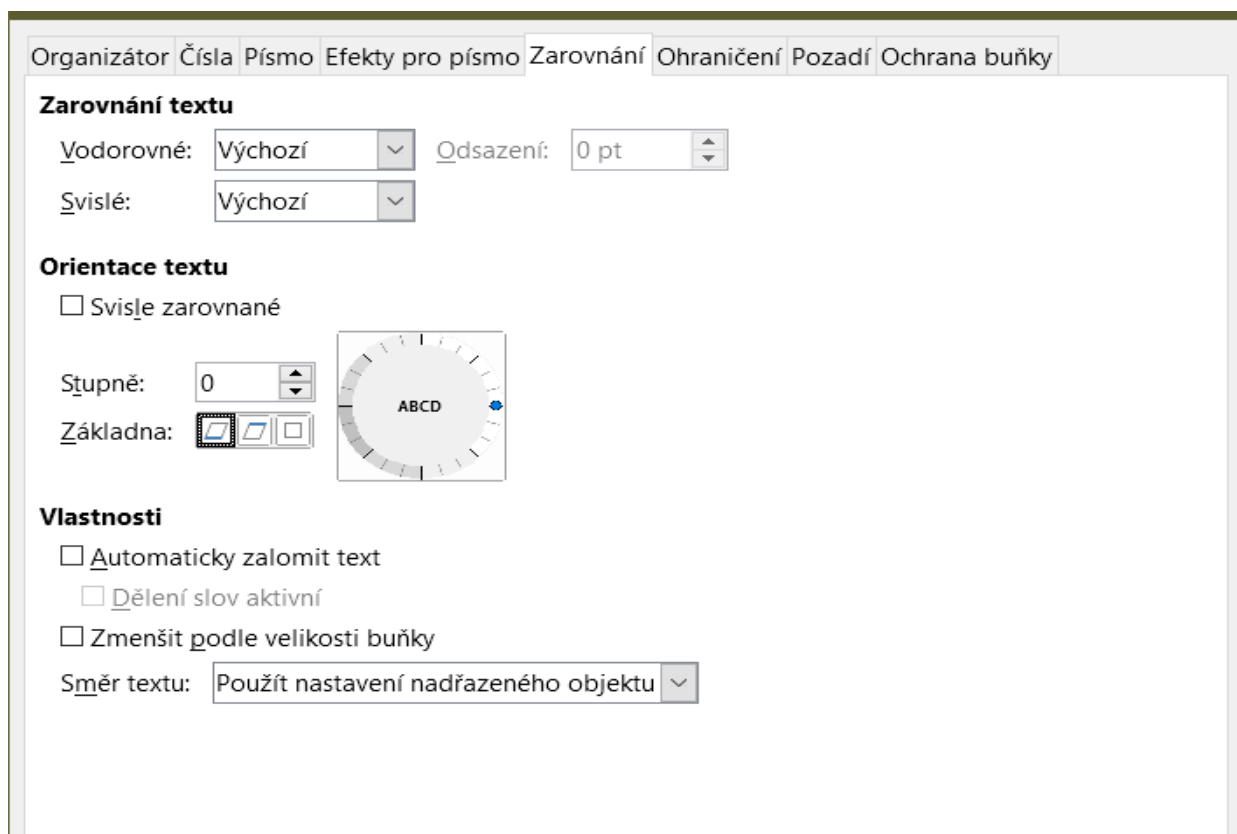 Organizátor Čísla Písmo Efekty pro písmo Zarovnání Ohraničení Pozadí Ochrana buňky
Zarovnání textu
Vodorovné: Výchozí Odsazení: 0 pt
Svislé: Výchozí
Orientace textu
Svisle zarovnané
Stupně: 0
ABCD
Základna:
Vlastnosti
Automaticky zalomit text
Dělení slov aktivní
Zmenšit podle velikosti buňky
Směr textu: Použít nastavení nadřazeného objektu